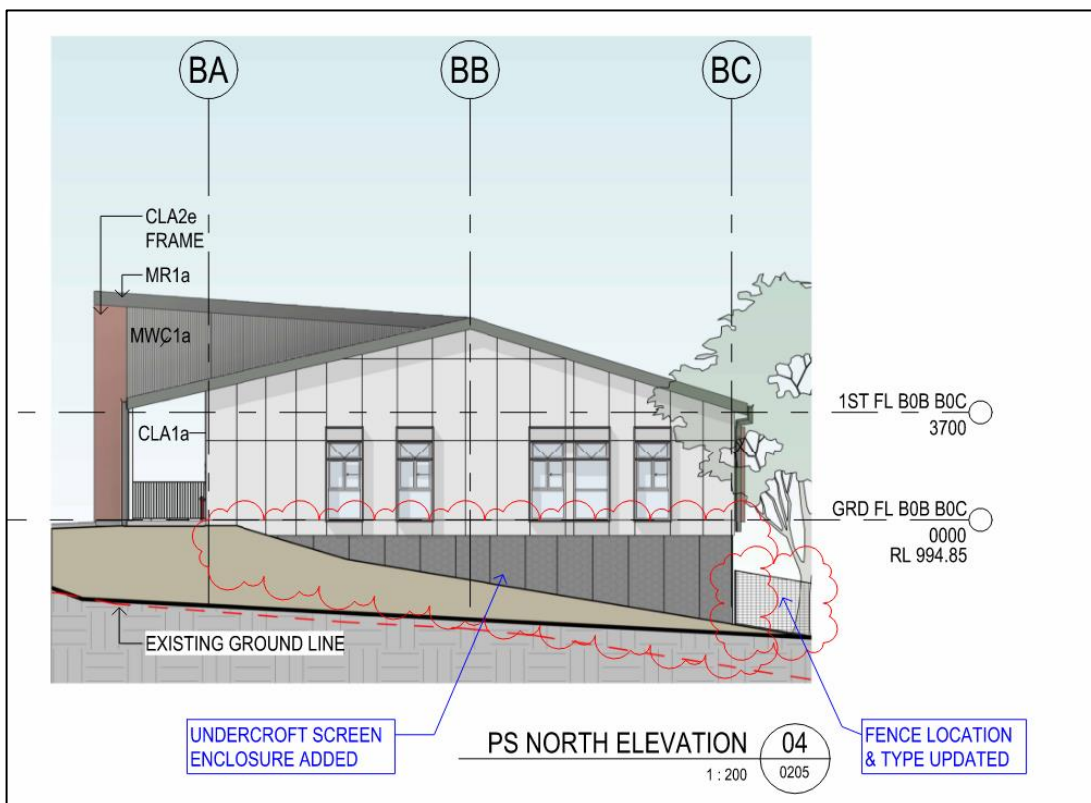 BA
BB
BC
CLA2e
FRAME
MR1a
MWC1a
CLA1a
1ST FL B0B B0C
3700
GRD FL B0B B0C
0000
RL 994.85
EXISTING GROUND LINE
UNDERCROFT SCREEN
ENCLOSURE ADDED
PS NORTH ELEVATION
1 : 200
04
0205
FENCE LOCATION
& TYPE UPDATED